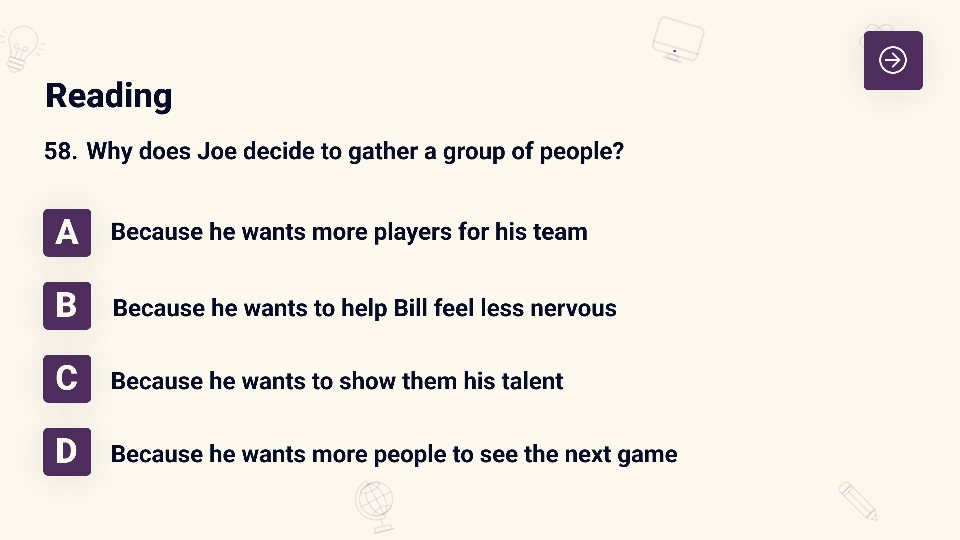 Reading
58. Why does Joe decide to gather a group of people?
A Because he wants more players for his team
B Because he wants to help Bill feel less nervous
C Because he wants to show them his talent
D Because he wants more people to see the next game